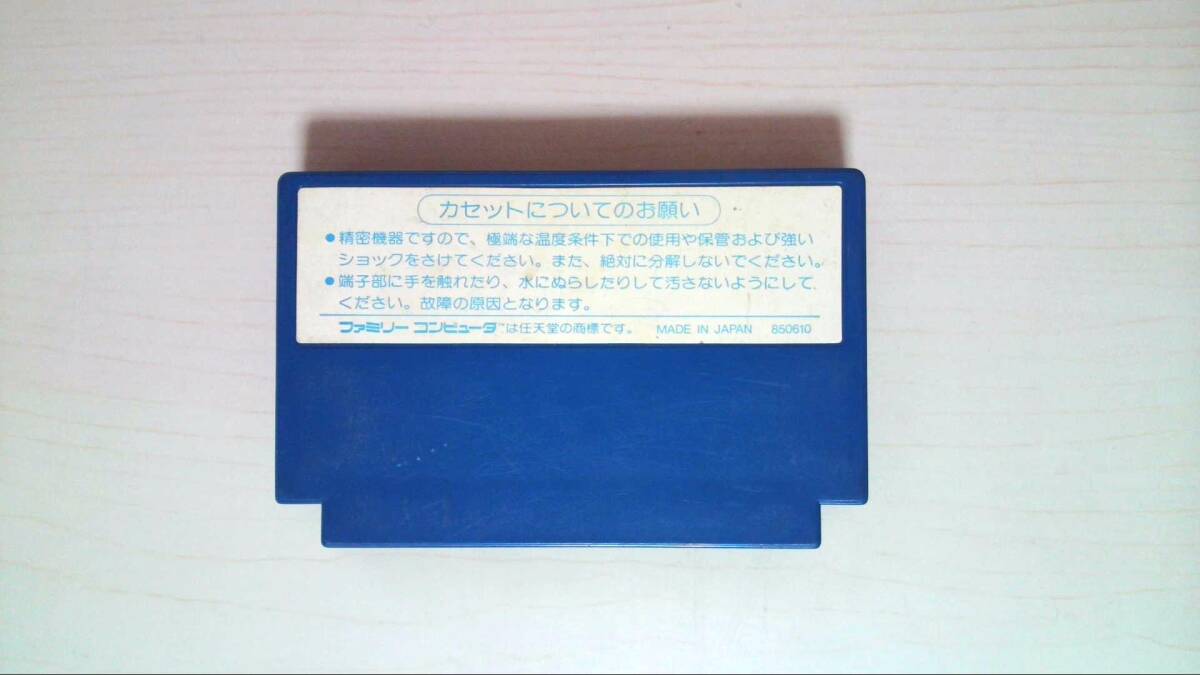 カセットについてのお願い
●精密機器ですので、極端な温度条件下での使用や保管および強い
ショックをさけてください。また、絶対に分解しないでください。
●端子部に手を触れたり、水にぬらしたりして汚さないようにして
ください。故障の原因となります。
ファミリー コンピュータ™は任天堂の商標です。 MADE IN JAPAN 850610